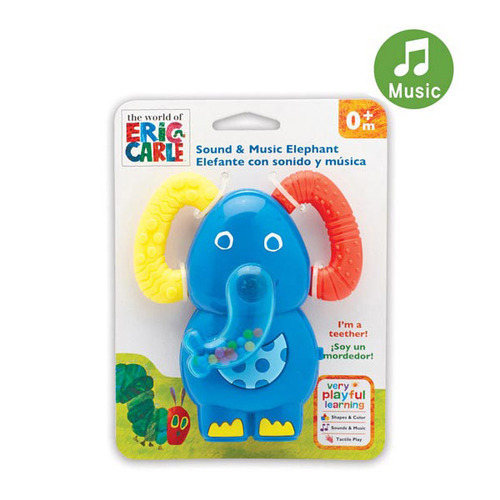 Music
the world of
ERIC
CARLE
0+
m
Sound & Music Elephant
Elefante con sonido y música
I'm a
teether!
¡Soy un
mordedor!
very
playful
learning
Shapes & Color
Sounds & Music
Tactile Play